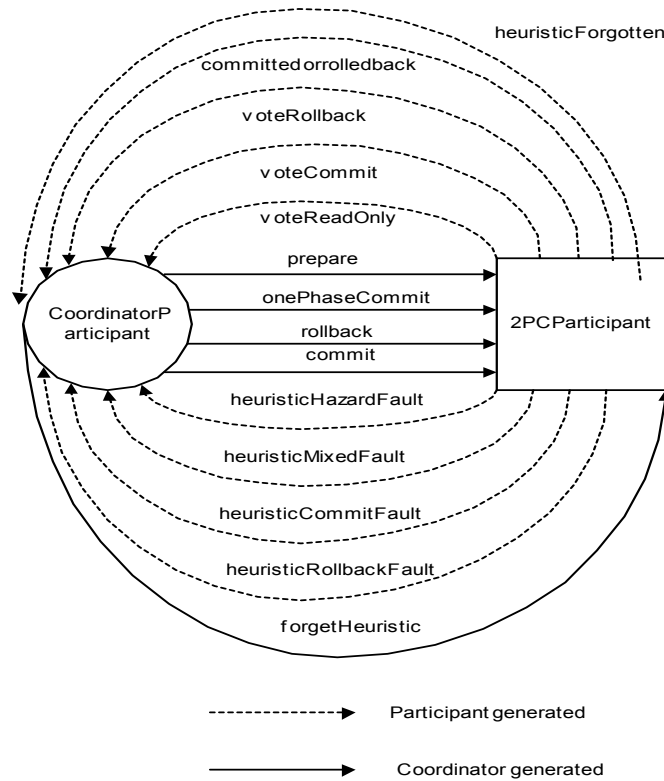 heuristicForgotten
committedorrolledback
voteRollback
voteCommit
voteReadOnly
prepare
onePhaseCommit
rollback
commit
CoordinatorP
articipant
2PCParticipant
heuristicHazardFault
heuristicMixedFault
heuristicCommitFault
heuristicRollbackFault
forgetHeuristic
Participant generated
Coordinator generated